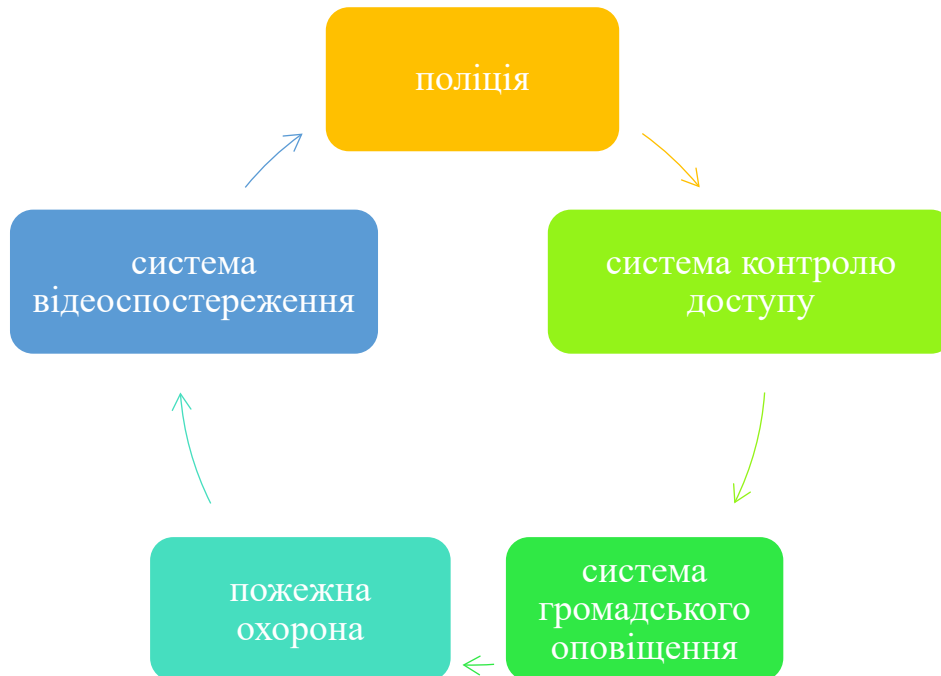 поліція
система контролю
доступу
система
громадського
оповіщення
пожежна
охорона
система
відеоспостереження